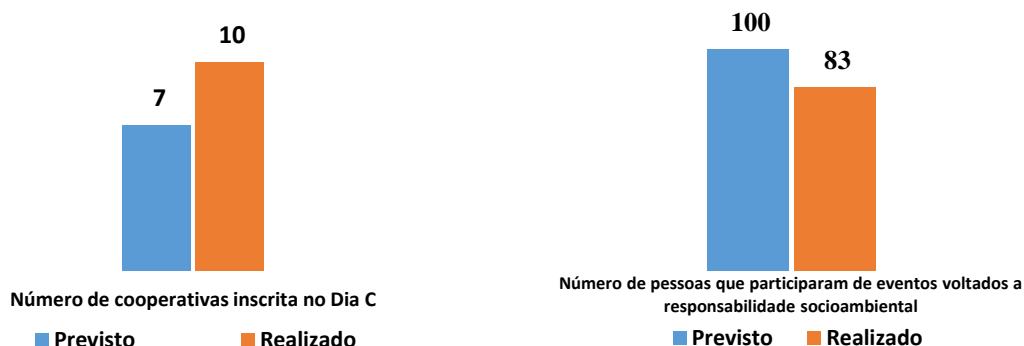 10
7
Número de cooperativas inscrita no Dia C
Previsto Realizado
100
83
Número de pessoas que participaram de eventos voltados a
responsabilidade socioambiental
Previsto Realizado